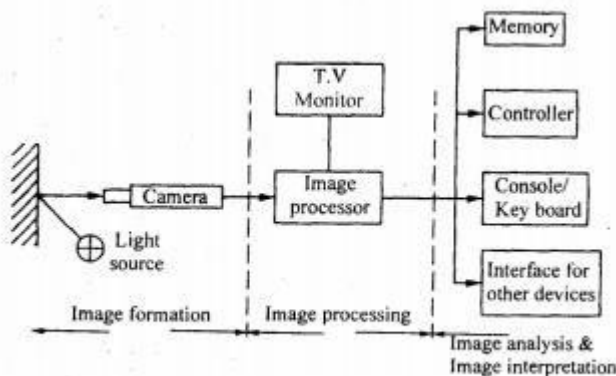 Memory
T.V
Monitor
Controller
Camera
Image
processor
Console/
Key board
Light
source
Interface for
other devices
Image formation
Image processing
Image analysis &
Image interpretation